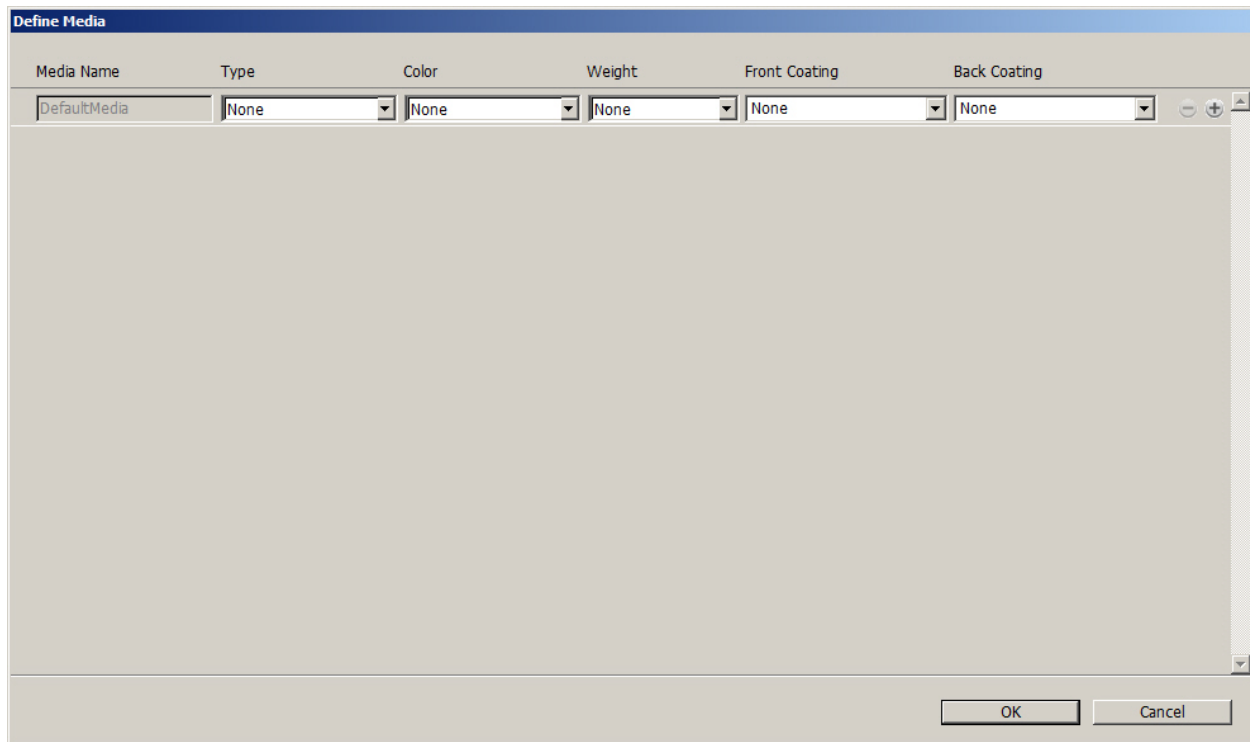 Define Media
Media Name Type Color Weight Front Coating Back Coating
DefaultMedia None None None None None
OK Cancel